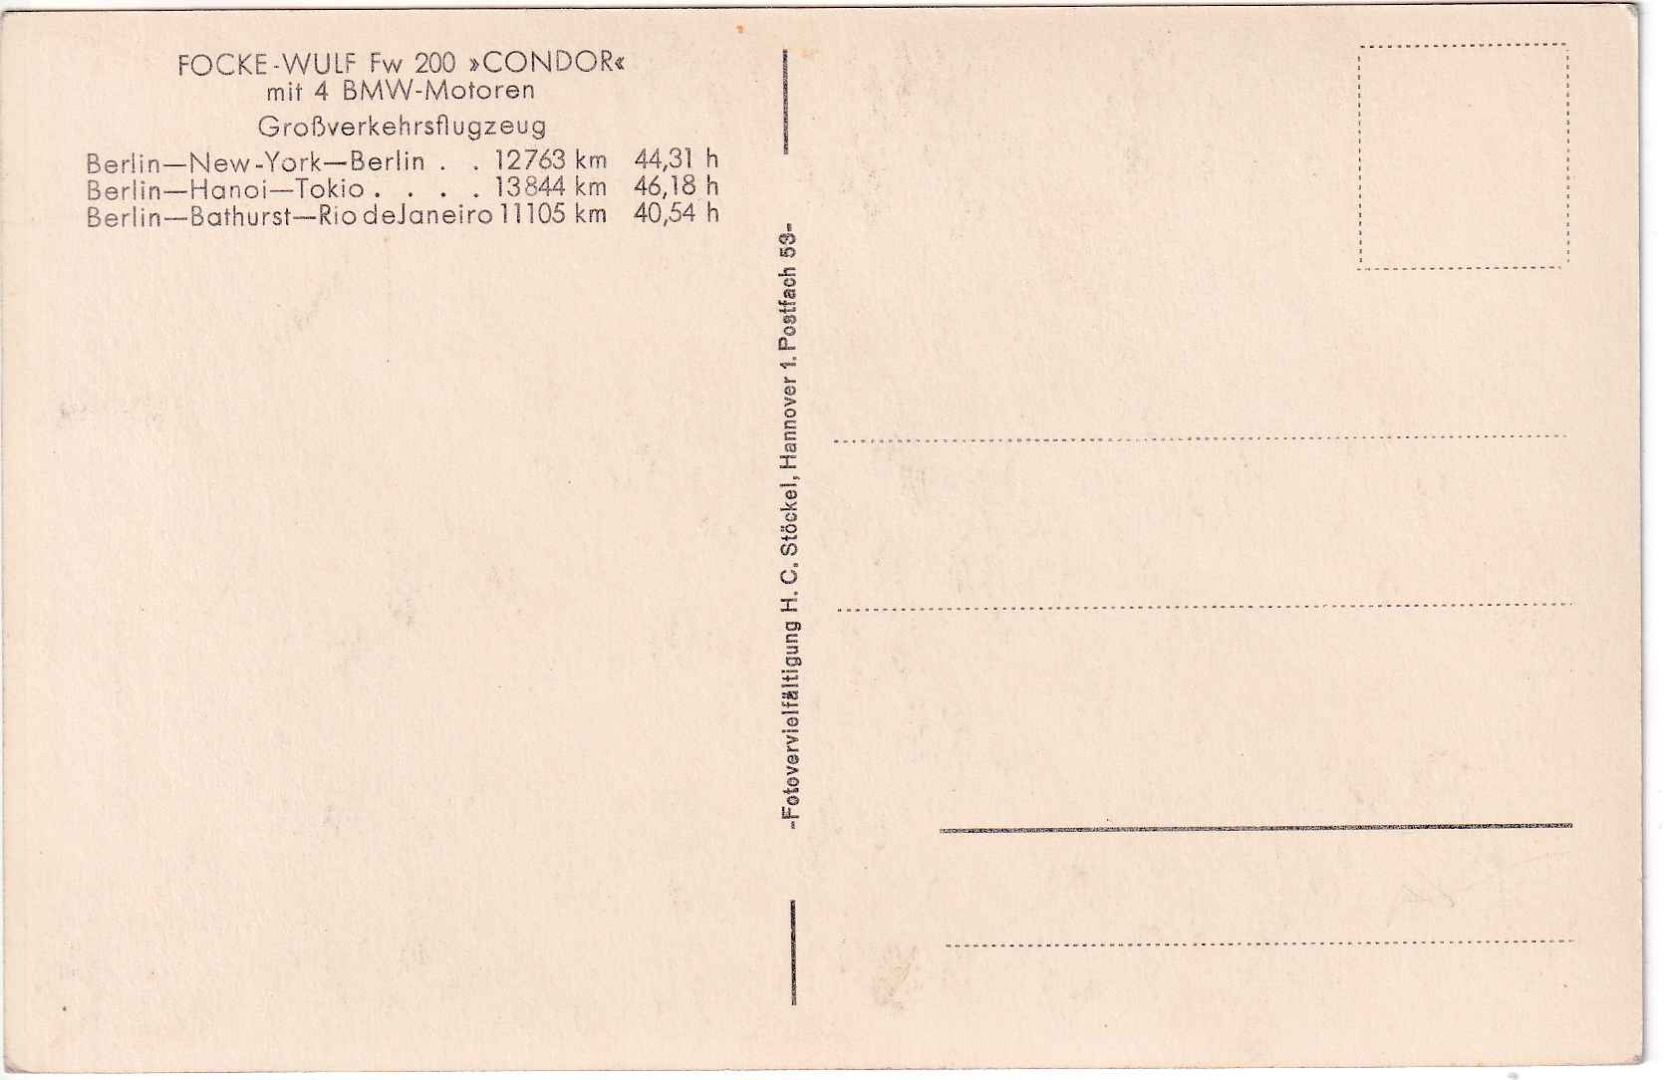 FOCKE-WULF Fw 200 »CONDOR«
mit 4 BMW-Motoren
Großverkehrsflugzeug
Berlin—New-York—Berlin . . 12763 km 44,31 h
Berlin—Hanoi—Tokio . . . . 13844 km 46,18 h
Berlin—Bathurst—Rio de Janeiro 11105 km 40,54 h
-Fotovervielfältigung H. C. Stöckel, Hannover 1. Postfach 53-